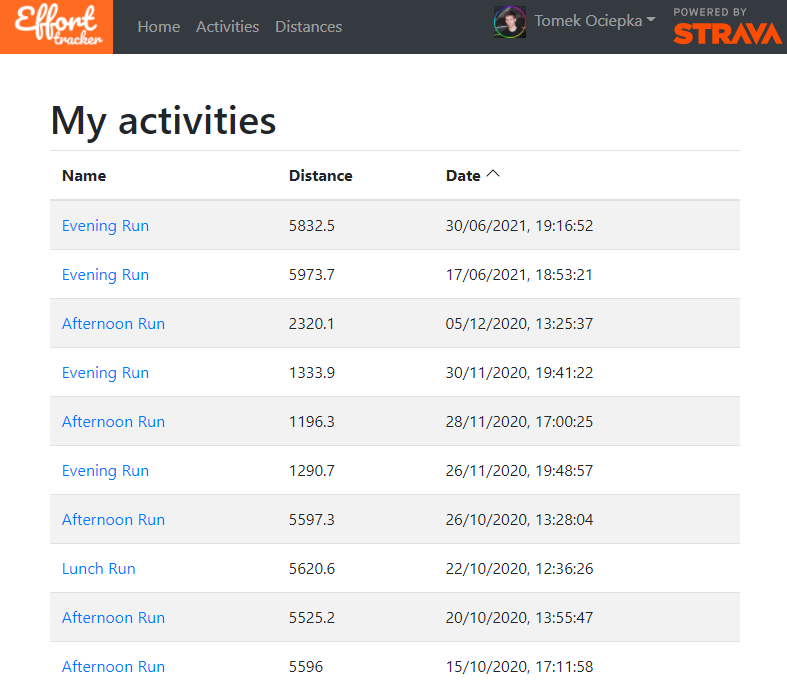 Effort
tracker
Home Activities Distances
Tomek Ociepka
POWERED BY
STRAVA
My activities
Name Distance Date
Evening Run 5832.5 30/06/2021, 19:16:52
Evening Run 5973.7 17/06/2021, 18:53:21
Afternoon Run 2320.1 05/12/2020, 13:25:37
Evening Run 1333.9 30/11/2020, 19:41:22
Afternoon Run 1196.3 28/11/2020, 17:00:25
Evening Run 1290.7 26/11/2020, 19:48:57
Afternoon Run 5597.3 26/10/2020, 13:28:04
Lunch Run 5620.6 22/10/2020, 12:36:26
Afternoon Run 5525.2 20/10/2020, 13:55:47
Afternoon Run 5596 15/10/2020, 17:11:58